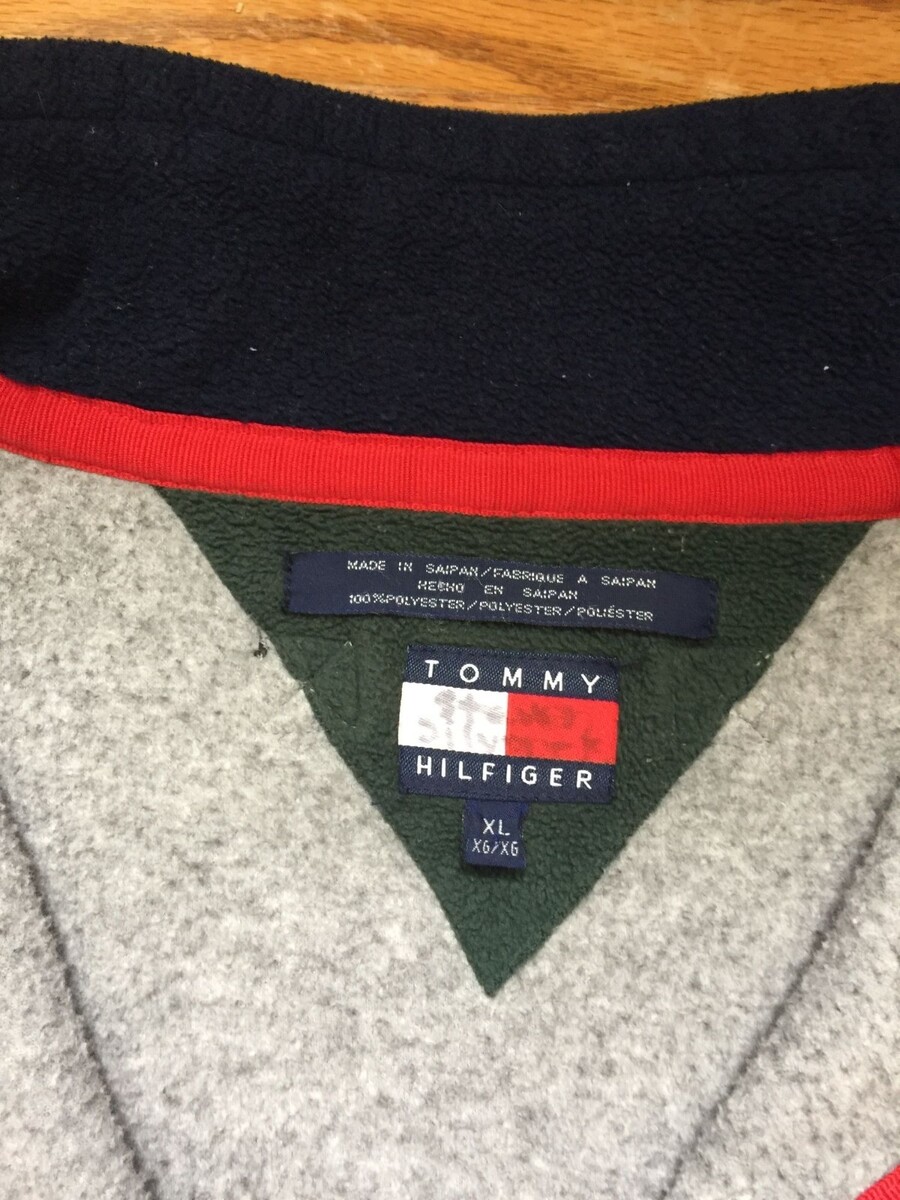 MADE IN SAIPAN/FABRIQUE A SAIPAN
HECHO EN SAIPAN
100%POLYESTER/POLYESTER/POLIÉSTER
TOMMY
HILFIGER
XL
XG/XG